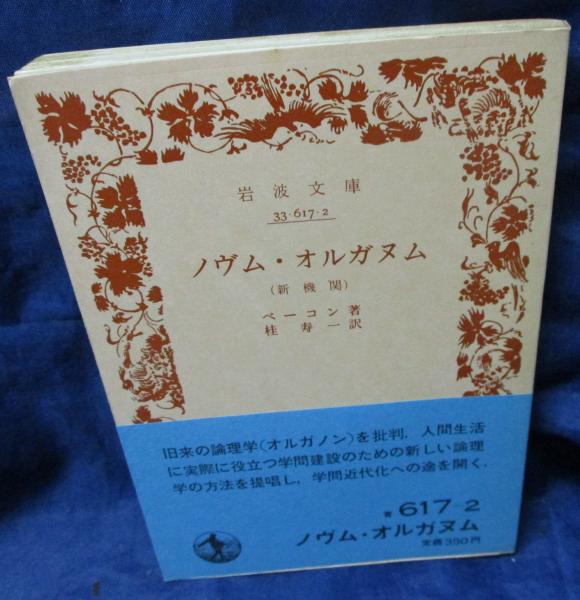 岩波文庫
33-617-2
ノヴム・オルガヌム
(新機関)
ベーコン著
桂寿一訳
旧来の論理学(オルガノン)を批判,人間生活
に実際に役立つ学問建設のための新しい論理
学の方法を提唱し,学問近代化への途を開く.
青 617-2
ノヴム・オルガヌム
定価350円